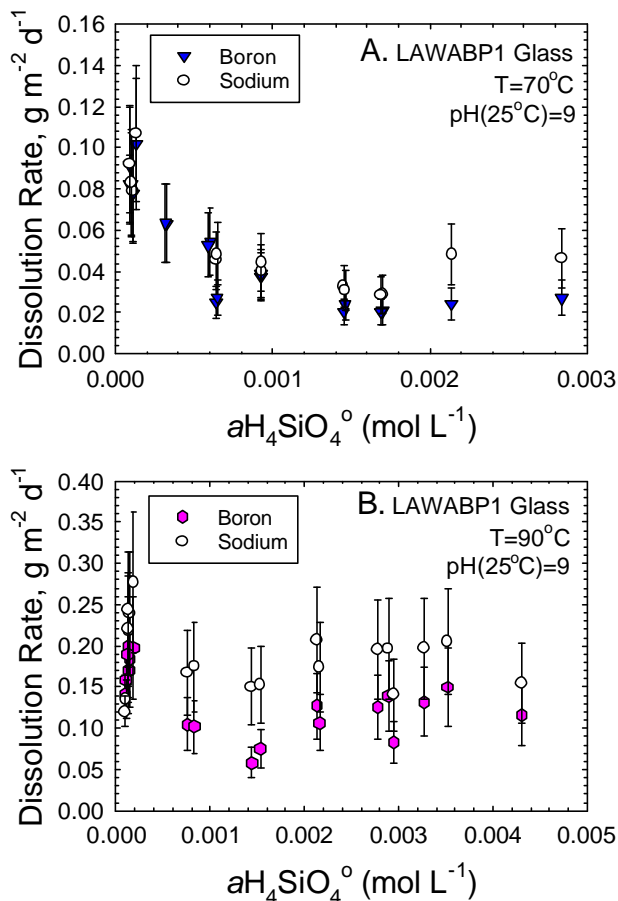 A. LAWABP1 Glass
T=70°C
pH(25°C)=9
Boron
Sodium
Dissolution Rate, g m⁻² d⁻¹
0.16
0.14
0.12
0.10
0.08
0.06
0.04
0.02
0.00
0.000 0.001 0.002 0.003
aH₄SiO₄° (mol L⁻¹)
B. LAWABP1 Glass
T=90°C
pH(25°C)=9
Boron
Sodium
Dissolution Rate, g m⁻² d⁻¹
0.40
0.35
0.30
0.25
0.20
0.15
0.10
0.05
0.00
0.000 0.001 0.002 0.003 0.004 0.005
aH₄SiO₄° (mol L⁻¹)